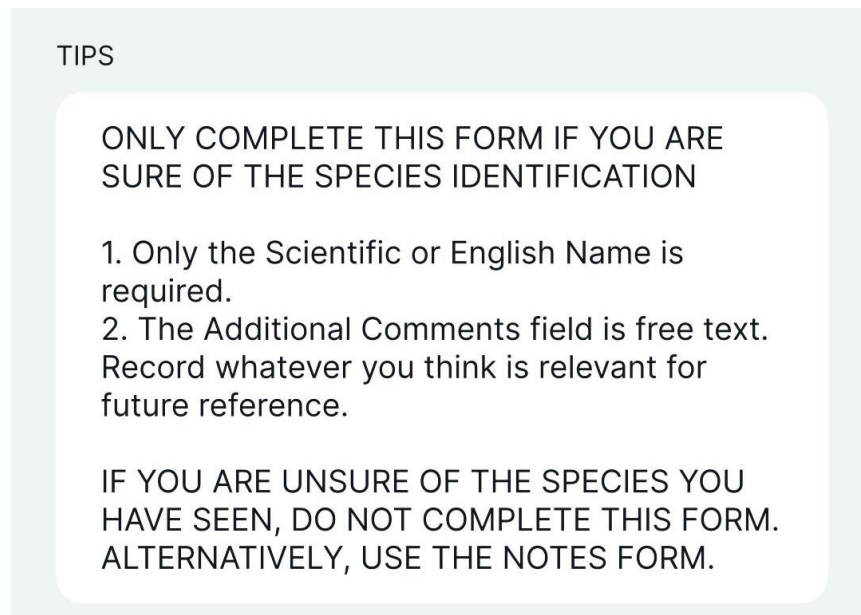 TIPS
ONLY COMPLETE THIS FORM IF YOU ARE
SURE OF THE SPECIES IDENTIFICATION
1. Only the Scientific or English Name is
required.
2. The Additional Comments field is free text.
Record whatever you think is relevant for
future reference.
IF YOU ARE UNSURE OF THE SPECIES YOU
HAVE SEEN, DO NOT COMPLETE THIS FORM.
ALTERNATIVELY, USE THE NOTES FORM.